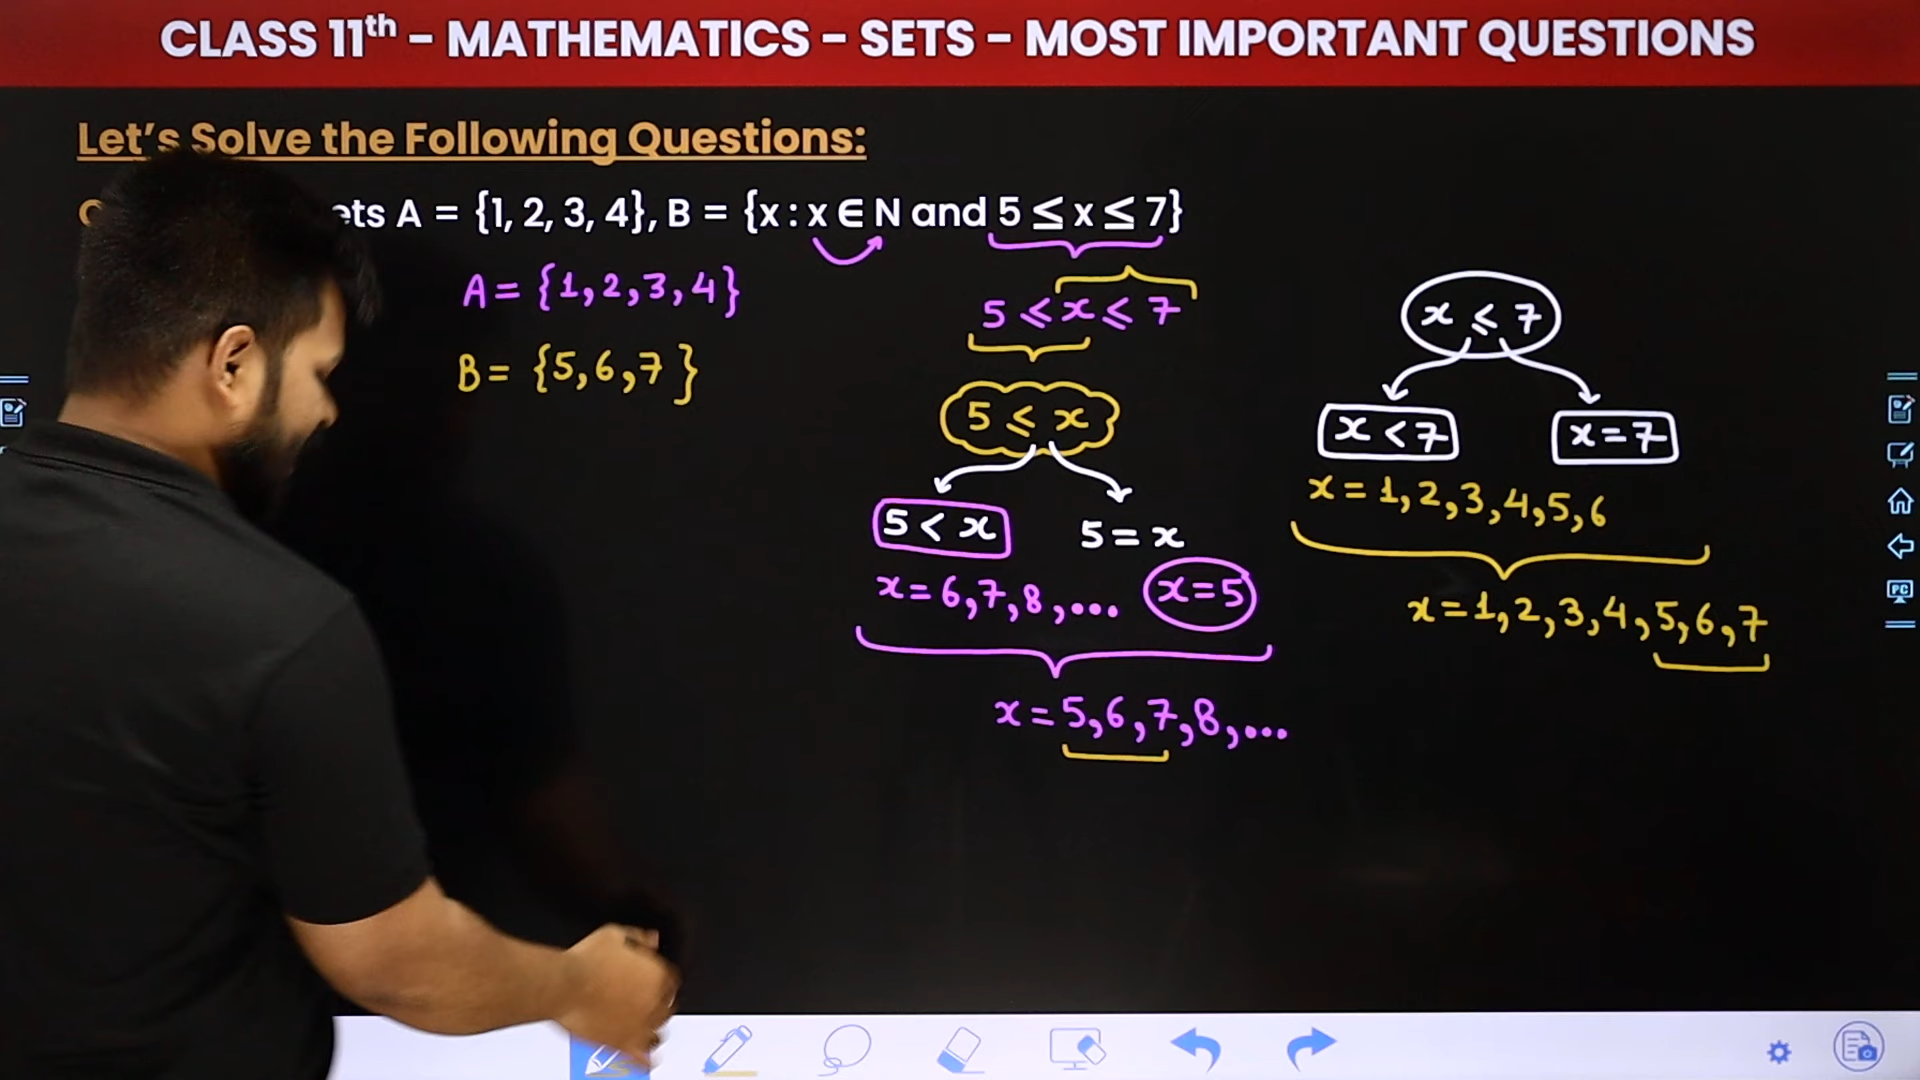 CLASS 11th - MATHEMATICS - SETS - MOST IMPORTANT QUESTIONS
Let's Solve the Following Questions:
A = {1, 2, 3, 4}, B = {x : x ∈ N and 5 ≤ x ≤ 7}
A = {1,2,3,4}
B = {5,6,7}
5 ≤ x ≤ 7
5 ≤ x
5 < x
5 = x
x = 6,7,8,...
x=5
x = 5,6,7,8,...
x ≤ 7
x < 7
x = 7
x = 1,2,3,4,5,6
x = 1,2,3,4,5,6,7
PC